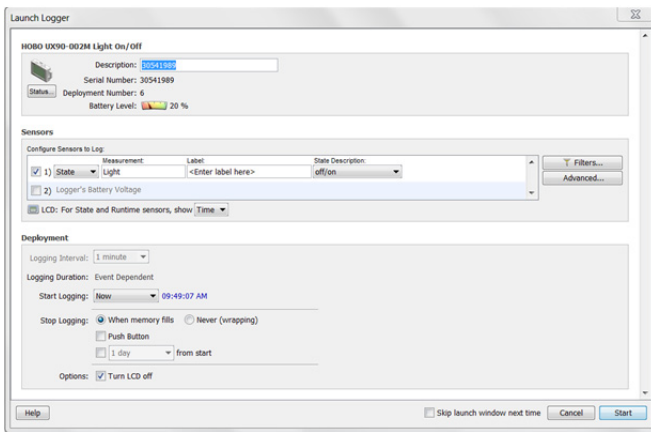 Launch Logger
HOBO UX90-002M Light On/Off
Description: 30541989
Serial Number: 30541989
Status... Deployment Number: 6
Battery Level: 20 %
Sensors
Configure Sensors to Log:
Measurement: Label: State Description:
1) State Light <Enter label here> off/on
Filters...
Advanced...
2) Logger's Battery Voltage
LCD: For State and Runtime sensors, show Time
Deployment
Logging Interval: 1 minute
Logging Duration: Event Dependent
Start Logging: Now 09:49:07 AM
Stop Logging: When memory fills Never (wrapping)
Push Button
1 day from start
Options: Turn LCD off
Help Skip launch window next time Cancel Start